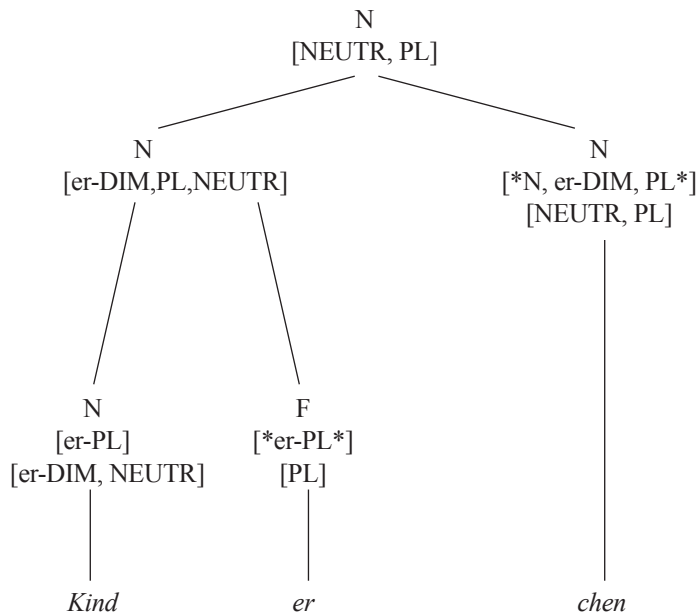 N
[NEUTR, PL]
N
[er-DIM,PL,NEUTR]
N
[*N, er-DIM, PL*]
[NEUTR, PL]
N
[er-PL]
[er-DIM, NEUTR]
F
[*er-PL*]
[PL]
Kind
er
chen